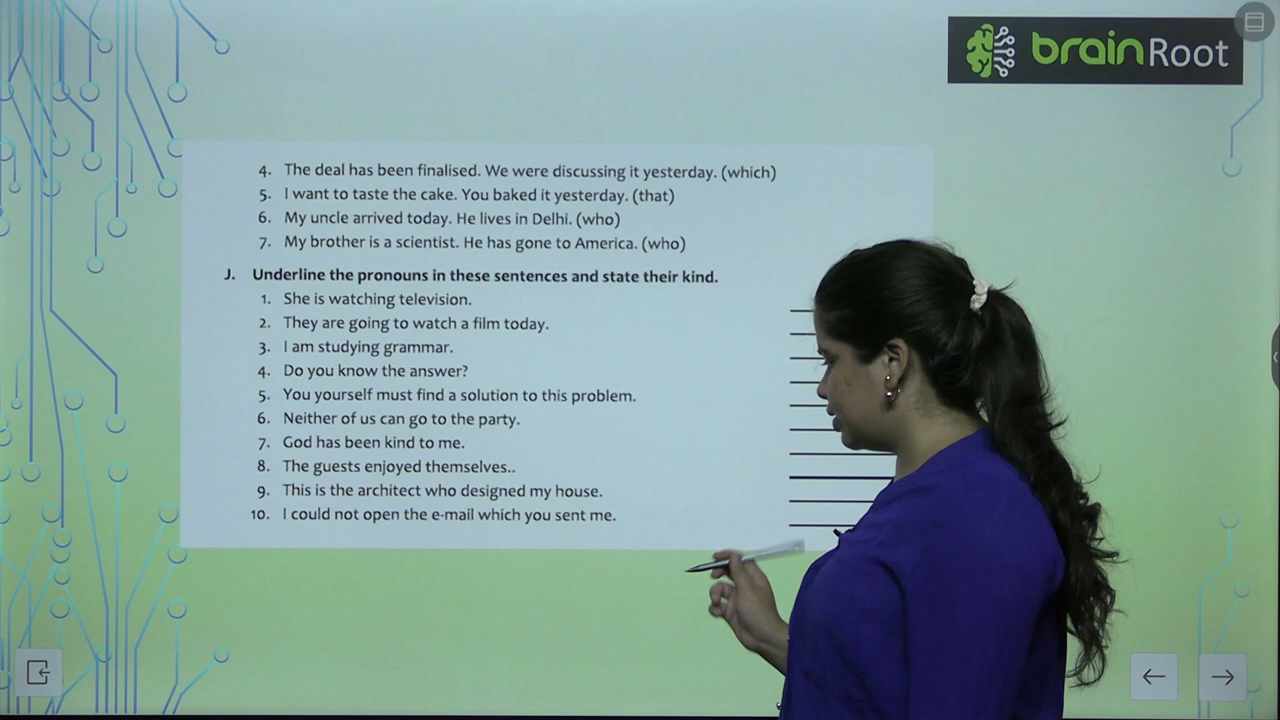 brainRoot
4. The deal has been finalised. We were discussing it yesterday. (which)
5. I want to taste the cake. You baked it yesterday. (that)
6. My uncle arrived today. He lives in Delhi. (who)
7. My brother is a scientist. He has gone to America. (who)
J. Underline the pronouns in these sentences and state their kind.
1. She is watching television.
2. They are going to watch a film today.
3. I am studying grammar.
4. Do you know the answer?
5. You yourself must find a solution to this problem.
6. Neither of us can go to the party.
7. God has been kind to me.
8. The guests enjoyed themselves..
9. This is the architect who designed my house.
10. I could not open the e-mail which you sent me.